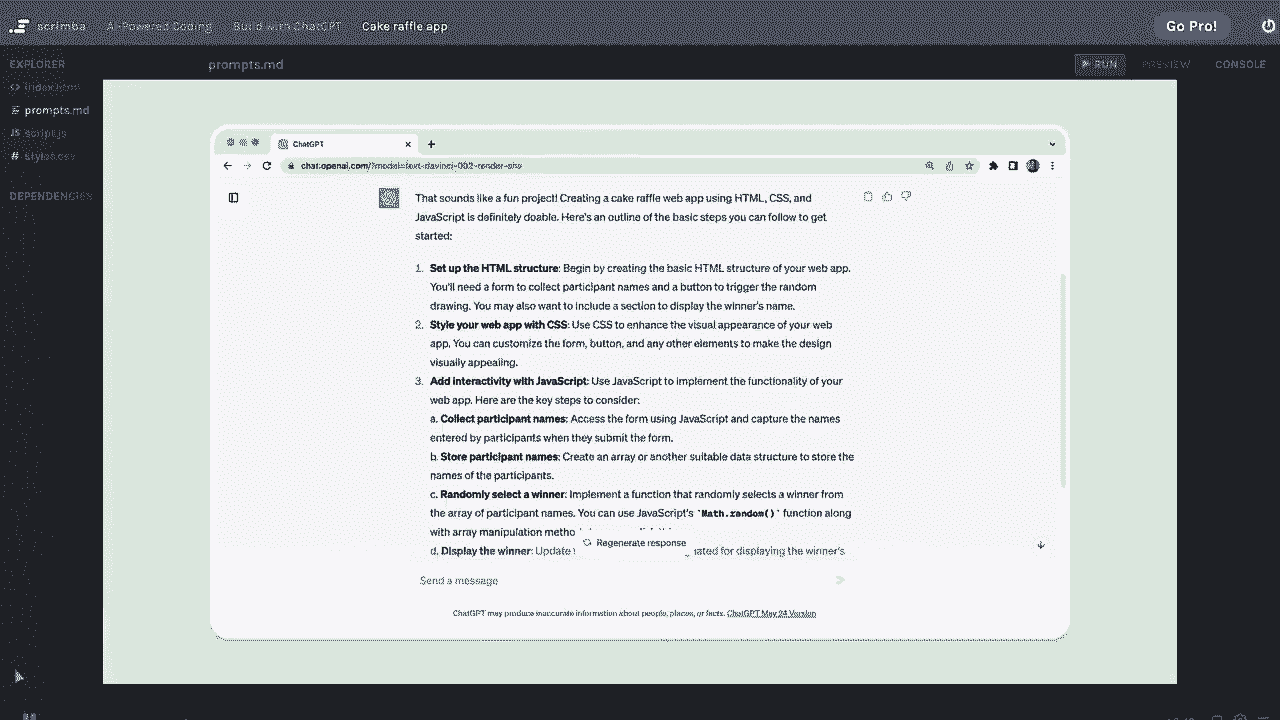 scrimba AI-Powered Coding Build with ChatGPT Cake raffle app Go Pro!
EXPLORER prompts.md RUN PREVIEW CONSOLE
index.html
prompts.md
script.js
styles.css
DEPENDENCIES
ChatGPT
chat.openai.com/?model=text-davinci-002-render-sha
That sounds like a fun project! Creating a cake raffle web app using HTML, CSS, and
JavaScript is definitely doable. Here's an outline of the basic steps you can follow to get
started:
1. Set up the HTML structure: Begin by creating the basic HTML structure of your web app.
You'll need a form to collect participant names and a button to trigger the random
drawing. You may also want to include a section to display the winner's name.
2. Style your web app with CSS: Use CSS to enhance the visual appearance of your web
app. You can customize the form, button, and any other elements to make the design
visually appealing.
3. Add interactivity with JavaScript: Use JavaScript to implement the functionality of your
web app. Here are the key steps to consider:
a. Collect participant names: Access the form using JavaScript and capture the names
entered by participants when they submit the form.
b. Store participant names: Create an array or another suitable data structure to store the
names of the participants.
c. Randomly select a winner: Implement a function that randomly selects a winner from
the array of participant names. You can use JavaScript's `Math.random()` function along
with array manipulation
Regenerate response
d. Display the winner: Update for displaying the winner's
Send a message
ChatGPT may produce inaccurate information about people, places, or facts. ChatGPT May 24 Version